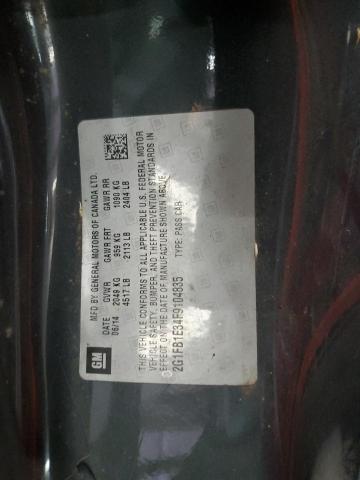 GM
MFD BY GENERAL MOTORS OF CANADA LTD.
DATE GVWR GAWR FRT GAWR RR
06/14 2049 KG 959 KG 1090 KG
4517 LB 2113 LB 2404 LB
THIS VEHICLE CONFORMS TO ALL APPLICABLE U.S. FEDERAL MOTOR
VEHICLE SAFETY, BUMPER, AND THEFT PREVENTION STANDARDS IN
EFFECT ON THE DATE OF MANUFACTURE SHOWN ABOVE.
2G1FB1E34F9104835 TYPE: PASS CAR